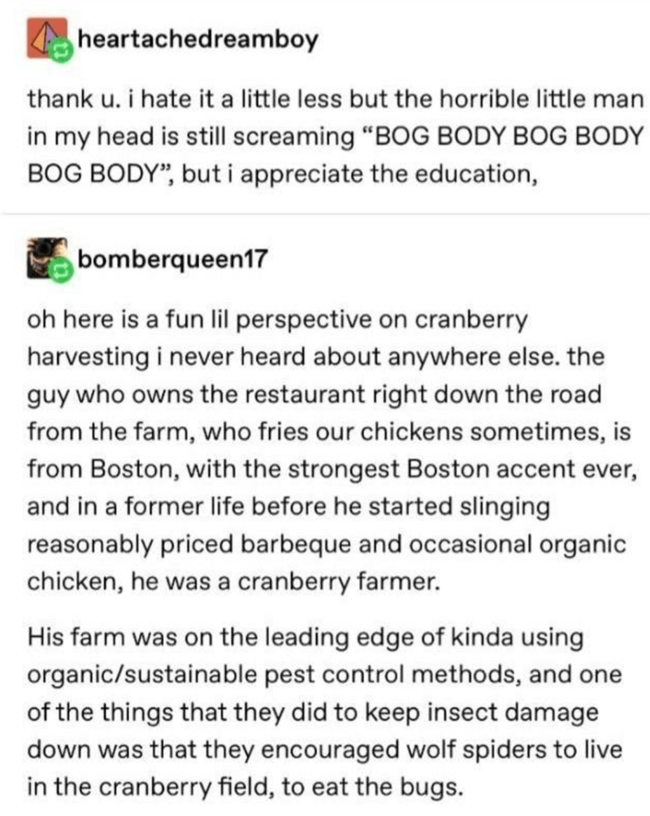 heartachedreamboy
thank u. i hate it a little less but the horrible little man
in my head is still screaming “BOG BODY BOG BODY
BOG BODY”, but i appreciate the education,
bomberqueen17
oh here is a fun lil perspective on cranberry
harvesting i never heard about anywhere else. the
guy who owns the restaurant right down the road
from the farm, who fries our chickens sometimes, is
from Boston, with the strongest Boston accent ever,
and in a former life before he started slinging
reasonably priced barbeque and occasional organic
chicken, he was a cranberry farmer.
His farm was on the leading edge of kinda using
organic/sustainable pest control methods, and one
of the things that they did to keep insect damage
down was that they encouraged wolf spiders to live
in the cranberry field, to eat the bugs.